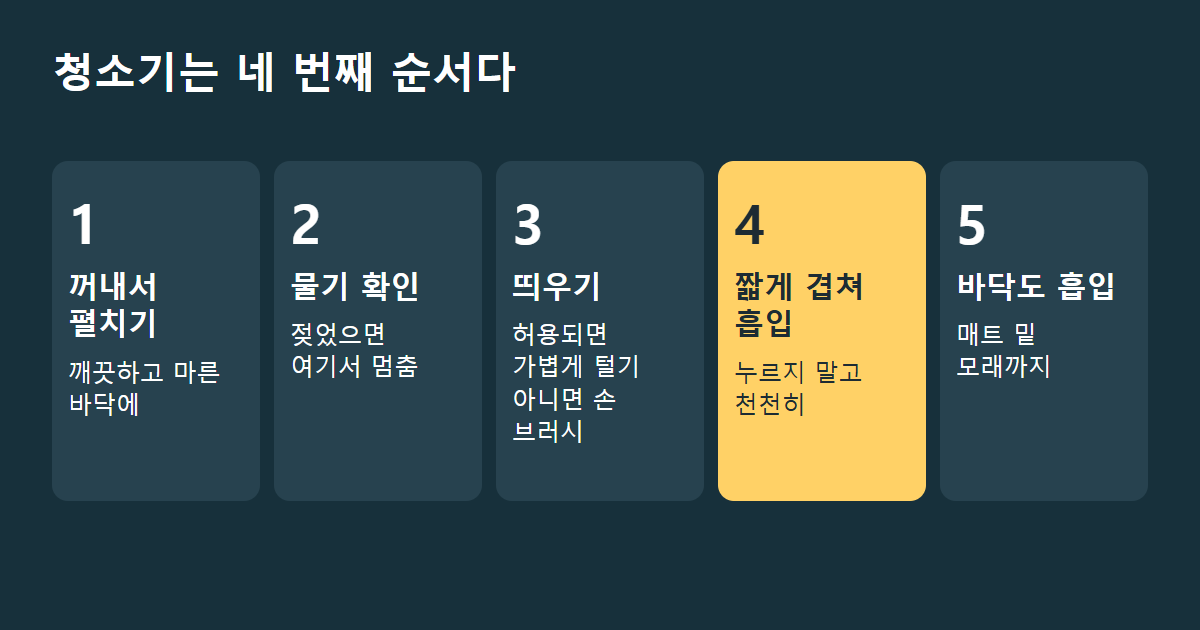 청소기는 네 번째 순서다
1
꺼내서
펼치기
깨끗하고 마른
바닥에
2
물기 확인
젖었으면
여기서 멈춤
3
띄우기
허용되면
가볍게 털기
아니면 손
브러시
4
짧게 겹쳐
흡입
누르지 말고
천천히
5
바닥도 흡입
매트 밑
모래까지